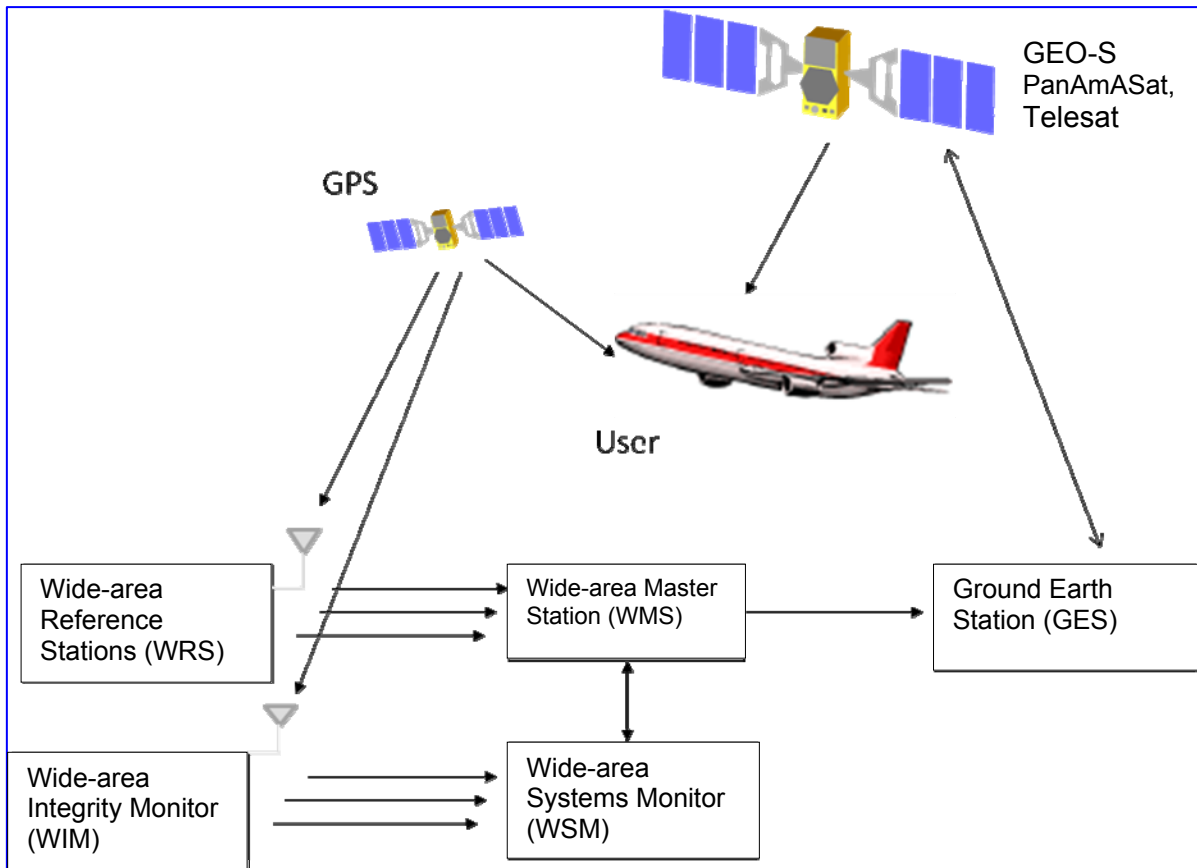 GEO-S
PanAmASat,
Telesat
GPS
User
Wide-area
Reference
Stations (WRS)
Wide-area Master
Station (WMS)
Ground Earth
Station (GES)
Wide-area
Integrity Monitor
(WIM)
Wide-area
Systems Monitor
(WSM)